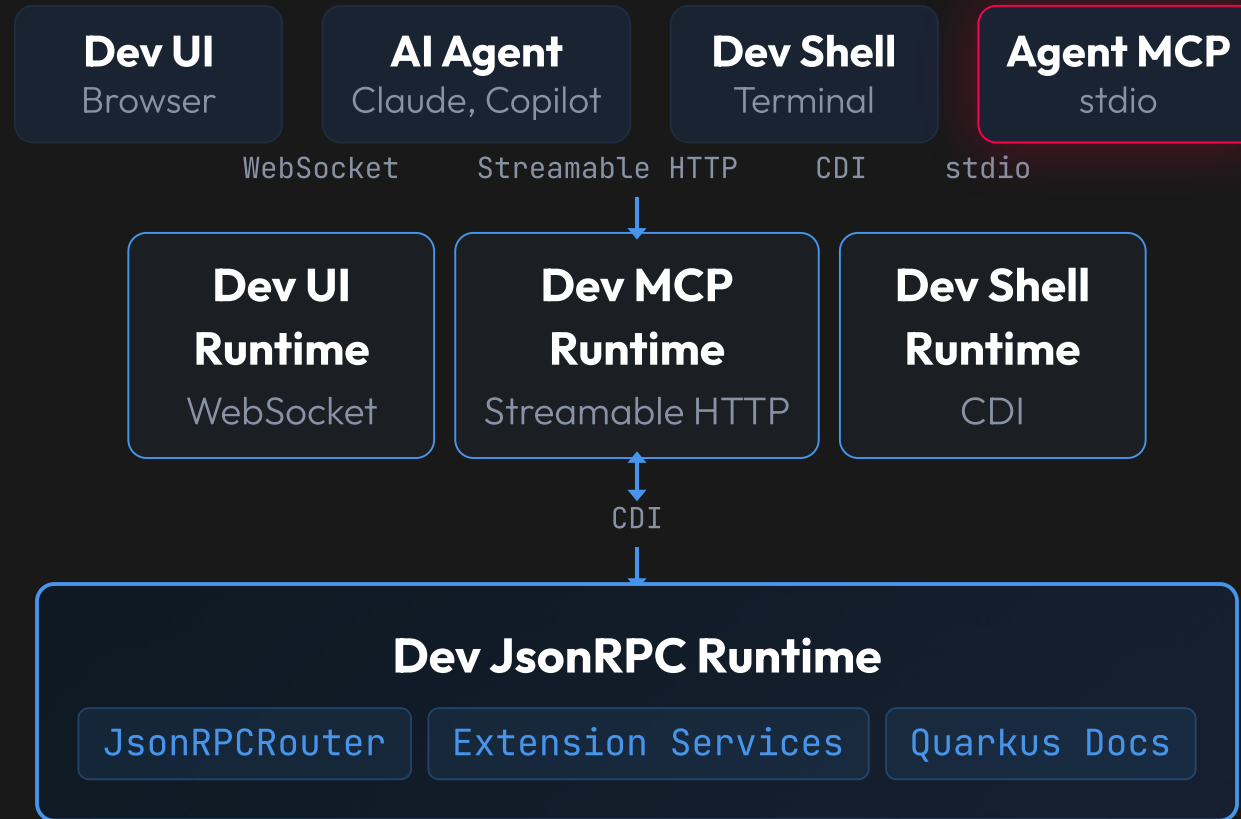 Dev UI
Browser
AI Agent
Claude, Copilot
Dev Shell
Terminal
Agent MCP
stdio
WebSocket
Streamable HTTP
CDI
stdio
Dev UI
Runtime
WebSocket
Dev MCP
Runtime
Streamable HTTP
Dev Shell
Runtime
CDI
CDI
Dev JsonRPC Runtime
JsonRPCRouter
Extension Services
Quarkus Docs